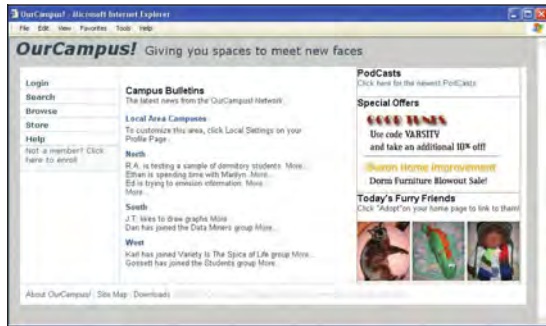 OurCampus! - Microsoft Internet Explorer
File Edit View Favorites Tools Help
OurCampus! Giving you spaces to meet new faces
Login
Search
Browse
Store
Help
Not a member? Click
here to enroll
Campus Bulletins
The latest news from the OurCampus! Network
Local Area Campuses
To customize this area, click Local Settings on your
Profile Page
North
R.A. is testing a sample of dormitory students More...
Ethan is spending time with Marilyn More...
Ed is trying to envision information More...
More...
South
J.T. likes to draw graphs More
Dan has joined the Data Miners group More...
West
Karl has joined Variety Is The Spice of Life group More...
Gossett has joined the Students group More...
PodCasts
Click here for the newest PodCasts
Special Offers
GOOD TUNES
Use code VARSITY
and take an additional 10% off!
Home Improvement
Dorm Furniture Blowout Sale!
Today's Furry Friends
Click "Adopt" on your home page to link to them!
About OurCampus! Site Map Downloads